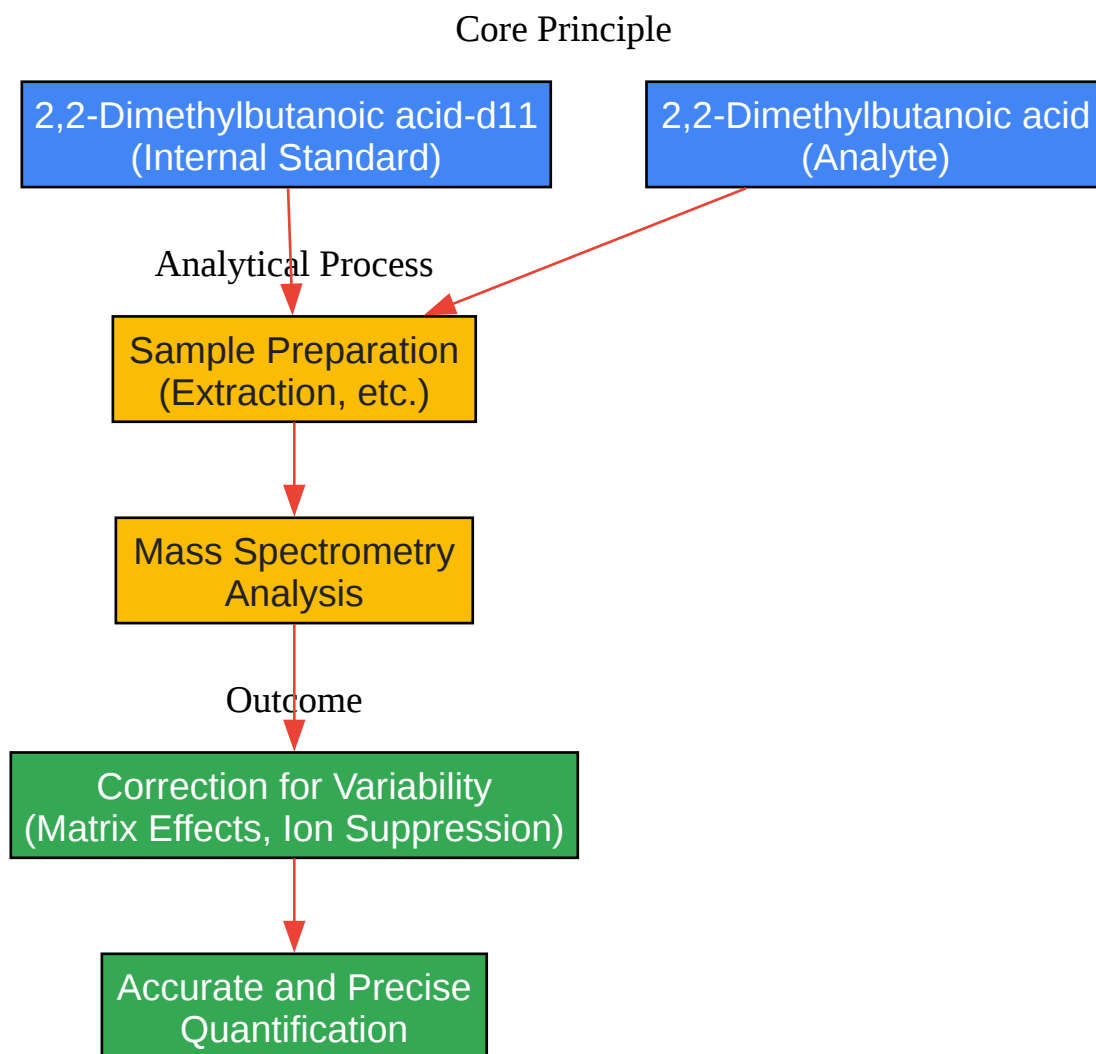 Core Principle
2,2-Dimethylbutanoic acid-d11
(Internal Standard)
2,2-Dimethylbutanoic acid
(Analyte)
Analytical Process
Sample Preparation
(Extraction, etc.)
Mass Spectrometry
Analysis
Outcome
Correction for Variability
(Matrix Effects, Ion Suppression)
Accurate and Precise
Quantification